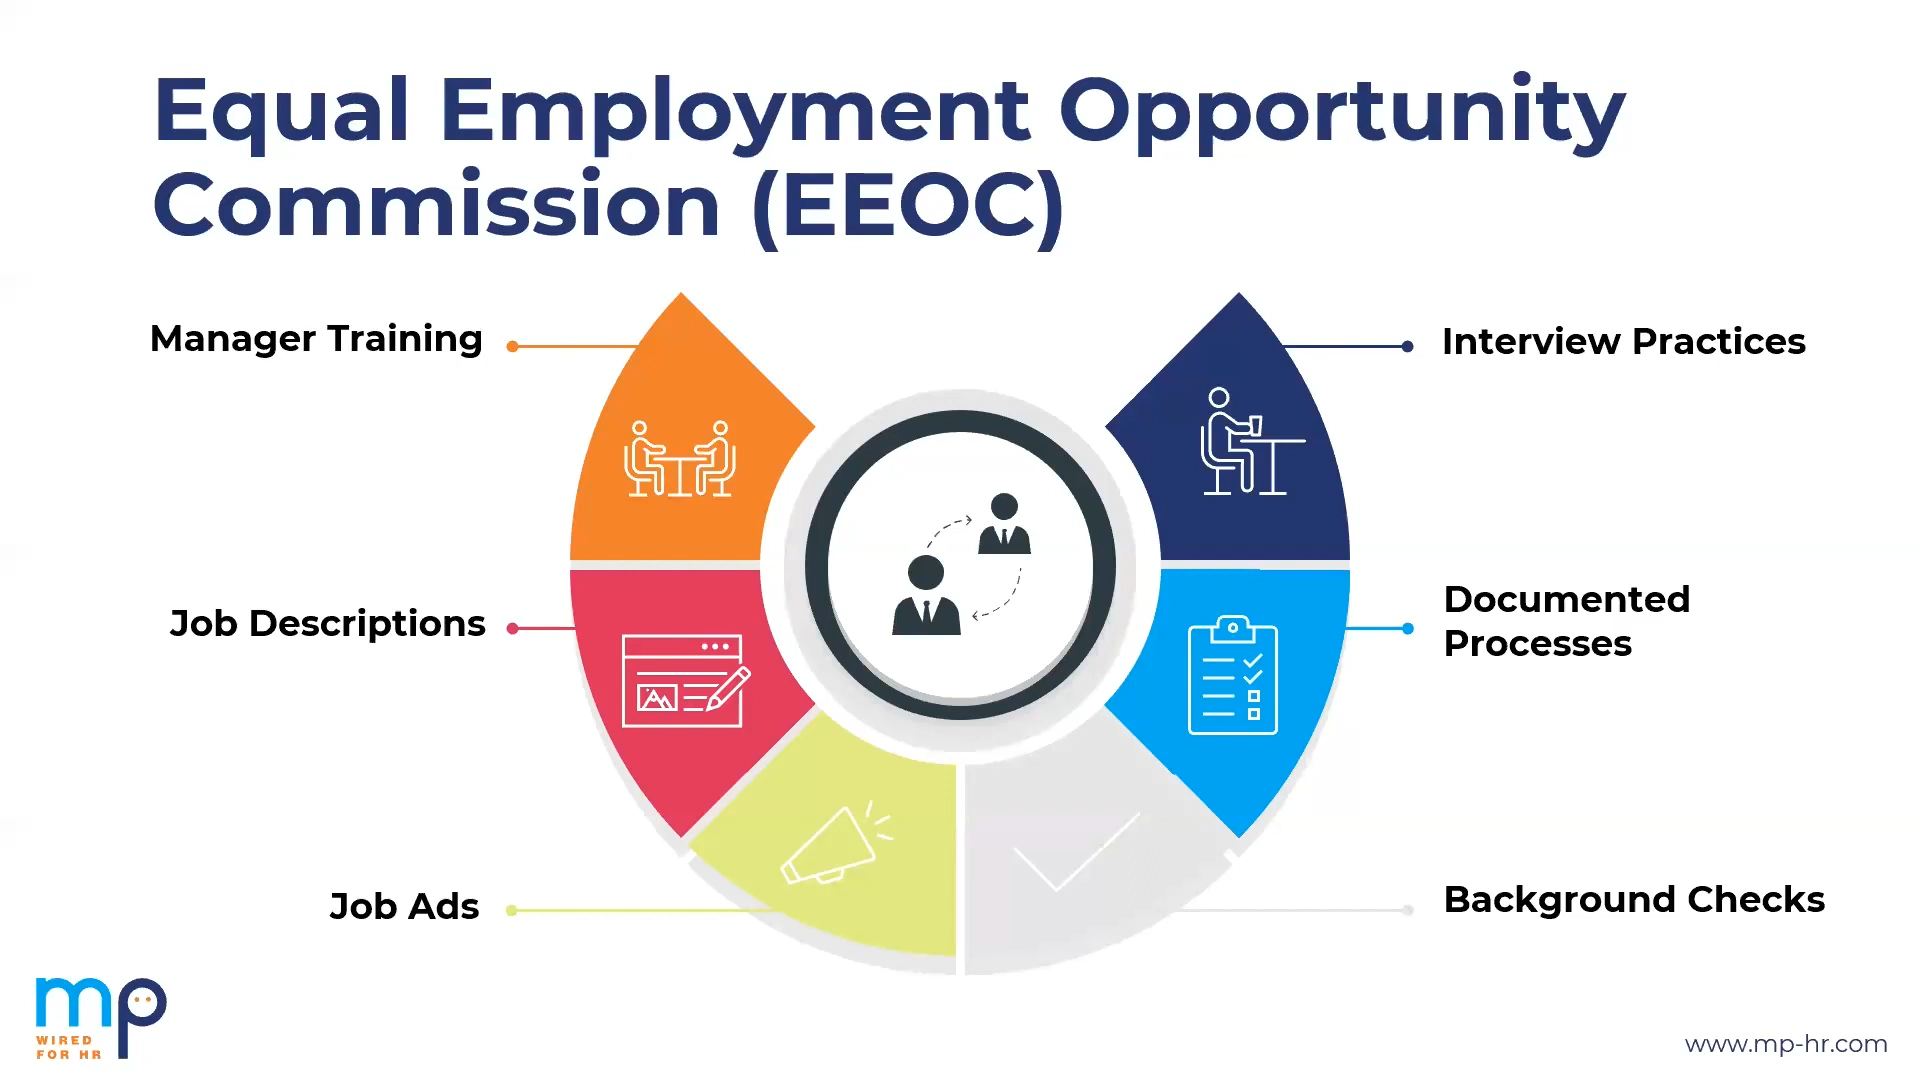 Equal Employment Opportunity
Commission (EEOC)
Manager Training
Interview Practices
Job Descriptions
Documented
Processes
Job Ads
Background Checks
mp
WIRED
FOR HR
www.mp-hr.com